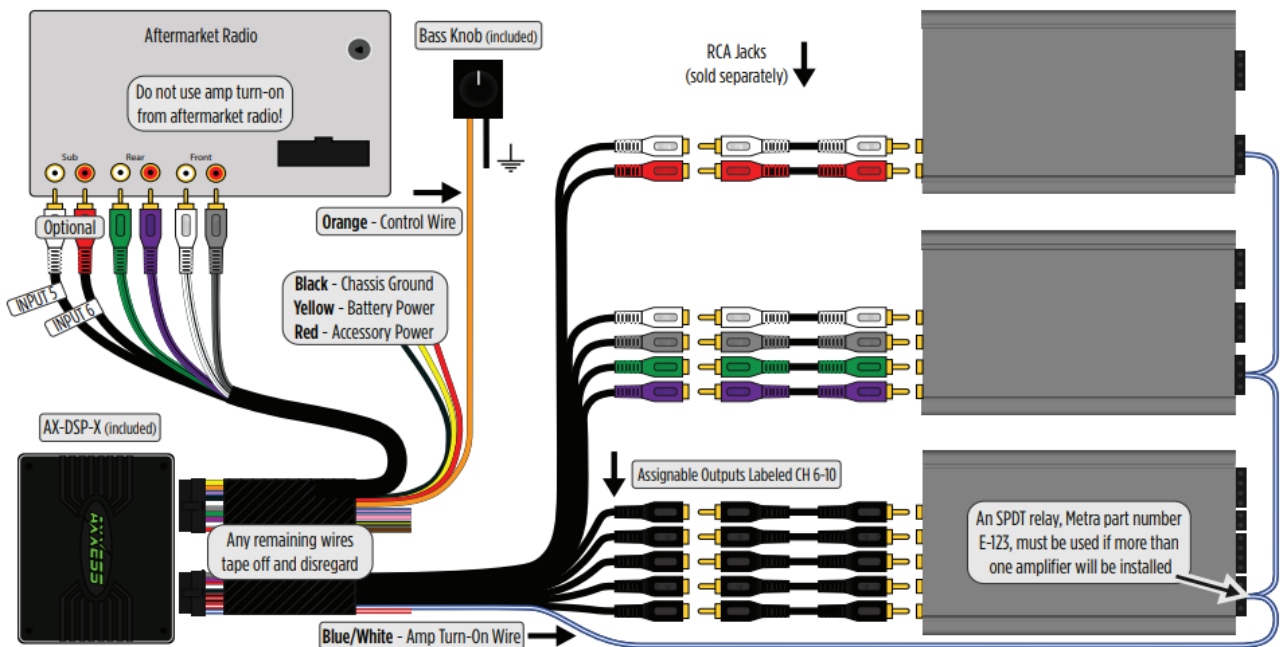 Aftermarket Radio
Do not use amp turn-on
from aftermarket radio!
Sub
Rear
Front
Optional
INPUT 5
INPUT 6
Bass Knob (included)
Orange - Control Wire
Black - Chassis Ground
Yellow - Battery Power
Red - Accessory Power
RCA Jacks
(sold separately)
AX-DSP-X (included)
AXXESS
Any remaining wires
tape off and disregard
Assignable Outputs Labeled CH 6-10
An SPDT relay, Metra part number
E-123, must be used if more than
one amplifier will be installed
Blue/White - Amp Turn-On Wire